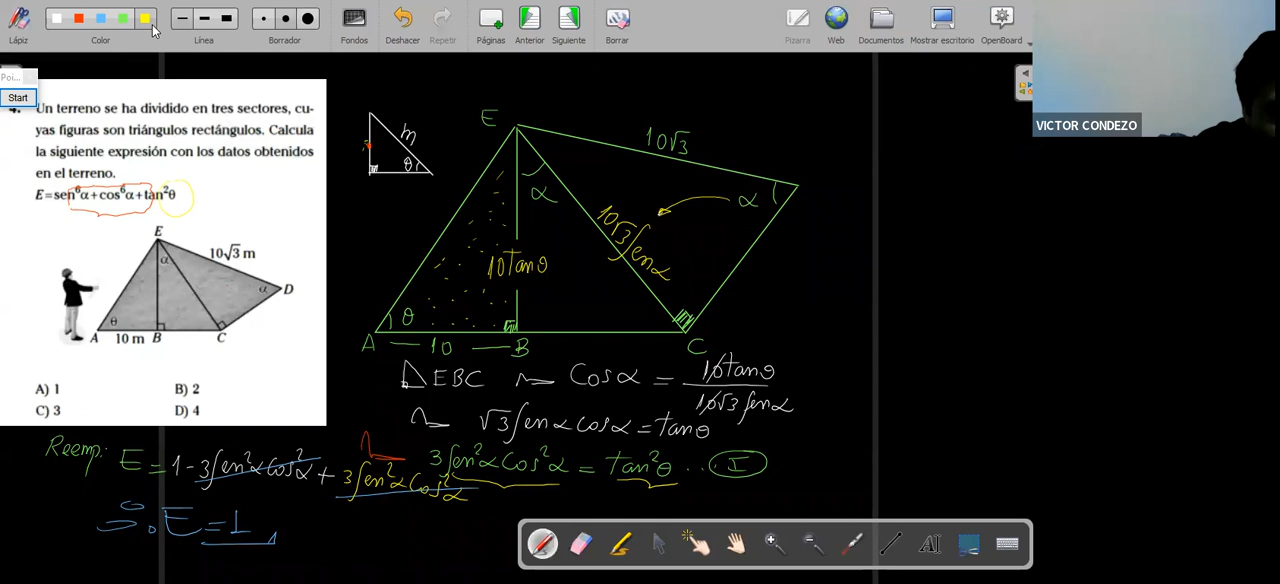 Lápiz
Color
Línea
Borrador
Fondos
Deshacer
Repetir
Páginas
Anterior
Siguiente
Borrar
Pizarra
Web
Documentos
Mostrar escritorio
OpenBoard
VICTOR CONDEZO
Poi...
Start
4. Un terreno se ha dividido en tres sectores, cu-
yas figuras son triángulos rectángulos. Calcula
la siguiente expresión con los datos obtenidos
en el terreno.
E=sen⁶α+cos⁶α+tan²θ
E
α
10√3 m
D
α
θ
A
10 m
B
C
A) 1
B) 2
C) 3
D) 4
m
θ
E
10√3
α
α
10√3 Senα
10tanθ
θ
A
10
B
C
EBC
Cosα = 10tanθ / 10√3 Senα
√3 Senα Cosα = tanθ
3Sen²α Cos²α = tan²θ .. I
Reemp:
E = 1 - 3Sen²α Cos²α + 3Sen²α Cos²α
∴ E = 1